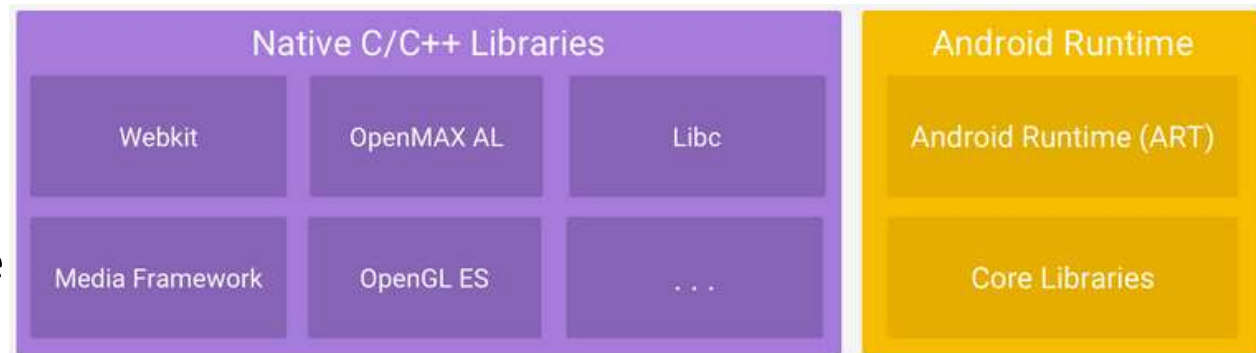 Native C/C++ Libraries
Android Runtime
Webkit
OpenMAX AL
Libc
Android Runtime (ART)
e
Media Framework
OpenGL ES
...
Core Libraries